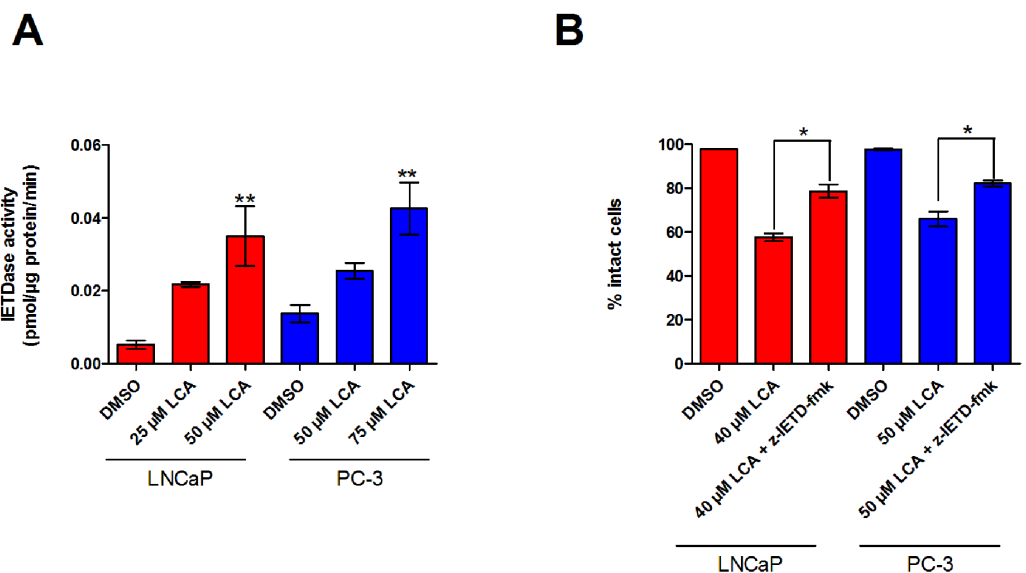 A
B
IETDase activity
(pmol/µg protein/min)
0.06
0.04
0.02
0.00
**
**
DMSO
25 µM LCA
50 µM LCA
DMSO
50 µM LCA
75 µM LCA
LNCaP
PC-3
% intact cells
100
80
60
40
20
0
*
*
DMSO
40 µM LCA
40 µM LCA + z-IETD-fmk
DMSO
50 µM LCA
50 µM LCA + z-IETD-fmk
LNCaP
PC-3